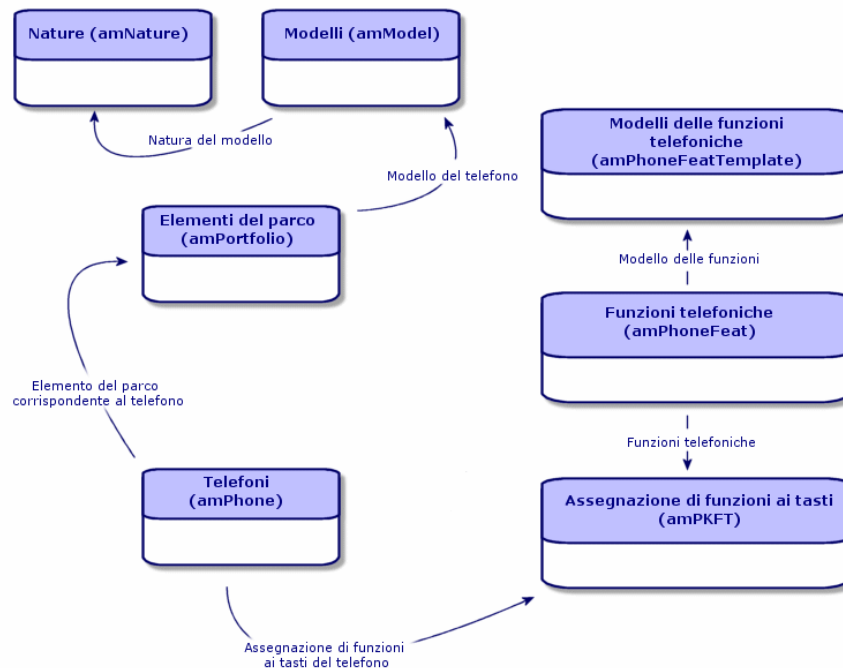 Nature (amNature)
Modelli (amModel)
Natura del modello
Modello del telefono
Modelli delle funzioni
telefoniche
(amPhoneFeatTemplate)
Elementi del parco
(amPortfolio)
Modello delle funzioni
Funzioni telefoniche
(amPhoneFeat)
Elemento del parco
corrispondente al telefono
Funzioni telefoniche
Telefoni
(amPhone)
Assegnazione di funzioni ai tasti
(amPKFT)
Assegnazione di funzioni
ai tasti del telefono